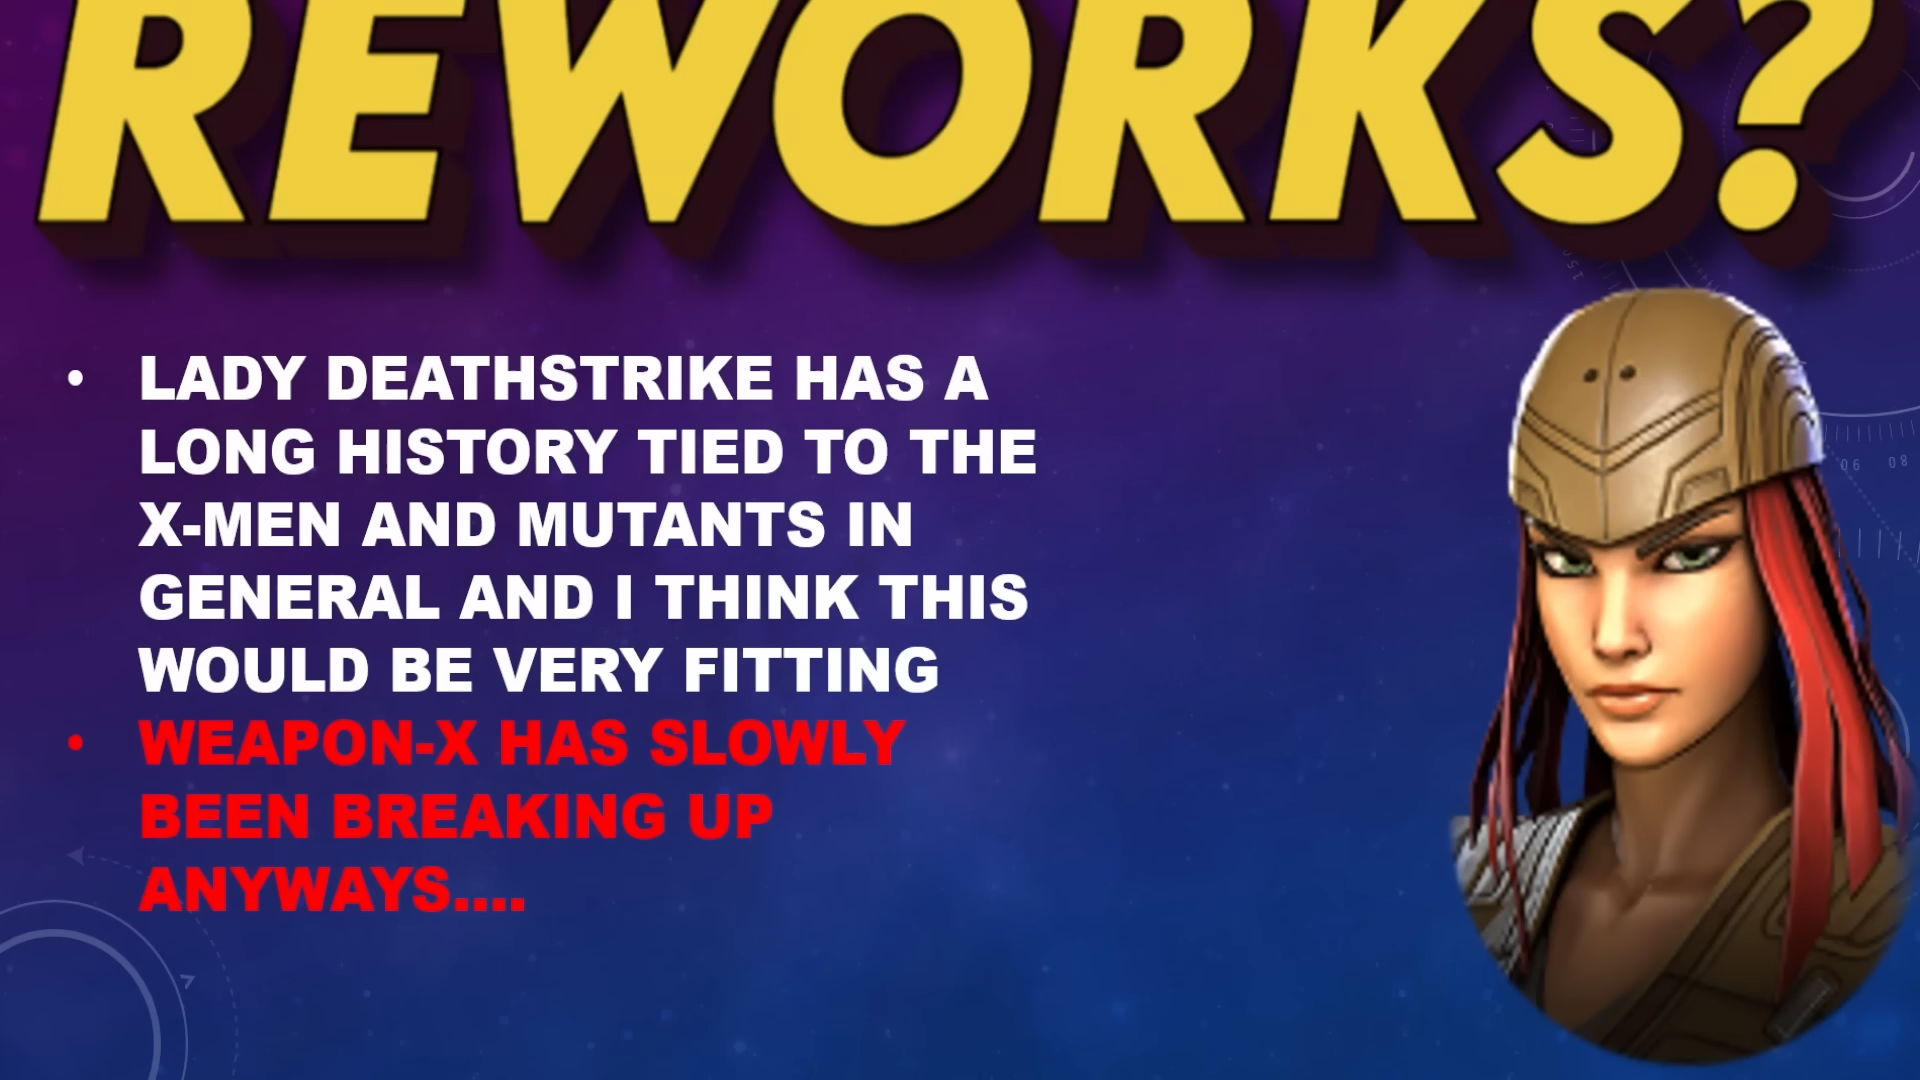 REWORKS?
• LADY DEATHSTRIKE HAS A
LONG HISTORY TIED TO THE
X-MEN AND MUTANTS IN
GENERAL AND I THINK THIS
WOULD BE VERY FITTING
• WEAPON-X HAS SLOWLY
BEEN BREAKING UP
ANYWAYS....